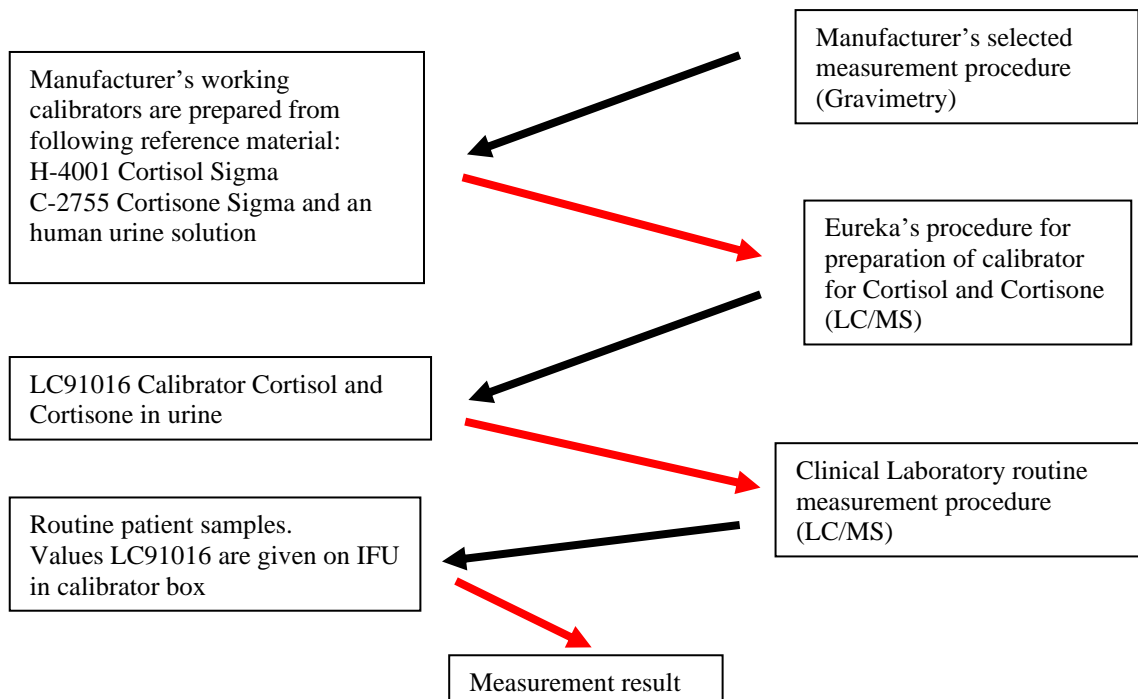 Manufacturer's selected
measurement procedure
(Gravimetry)
Manufacturer's working
calibrators are prepared from
following reference material:
H-4001 Cortisol Sigma
C-2755 Cortisone Sigma and an
human urine solution
Eureka's procedure for
preparation of calibrator
for Cortisol and Cortisone
(LC/MS)
LC91016 Calibrator Cortisol and
Cortisone in urine
Clinical Laboratory routine
measurement procedure
(LC/MS)
Routine patient samples.
Values LC91016 are given on IFU
in calibrator box
Measurement result